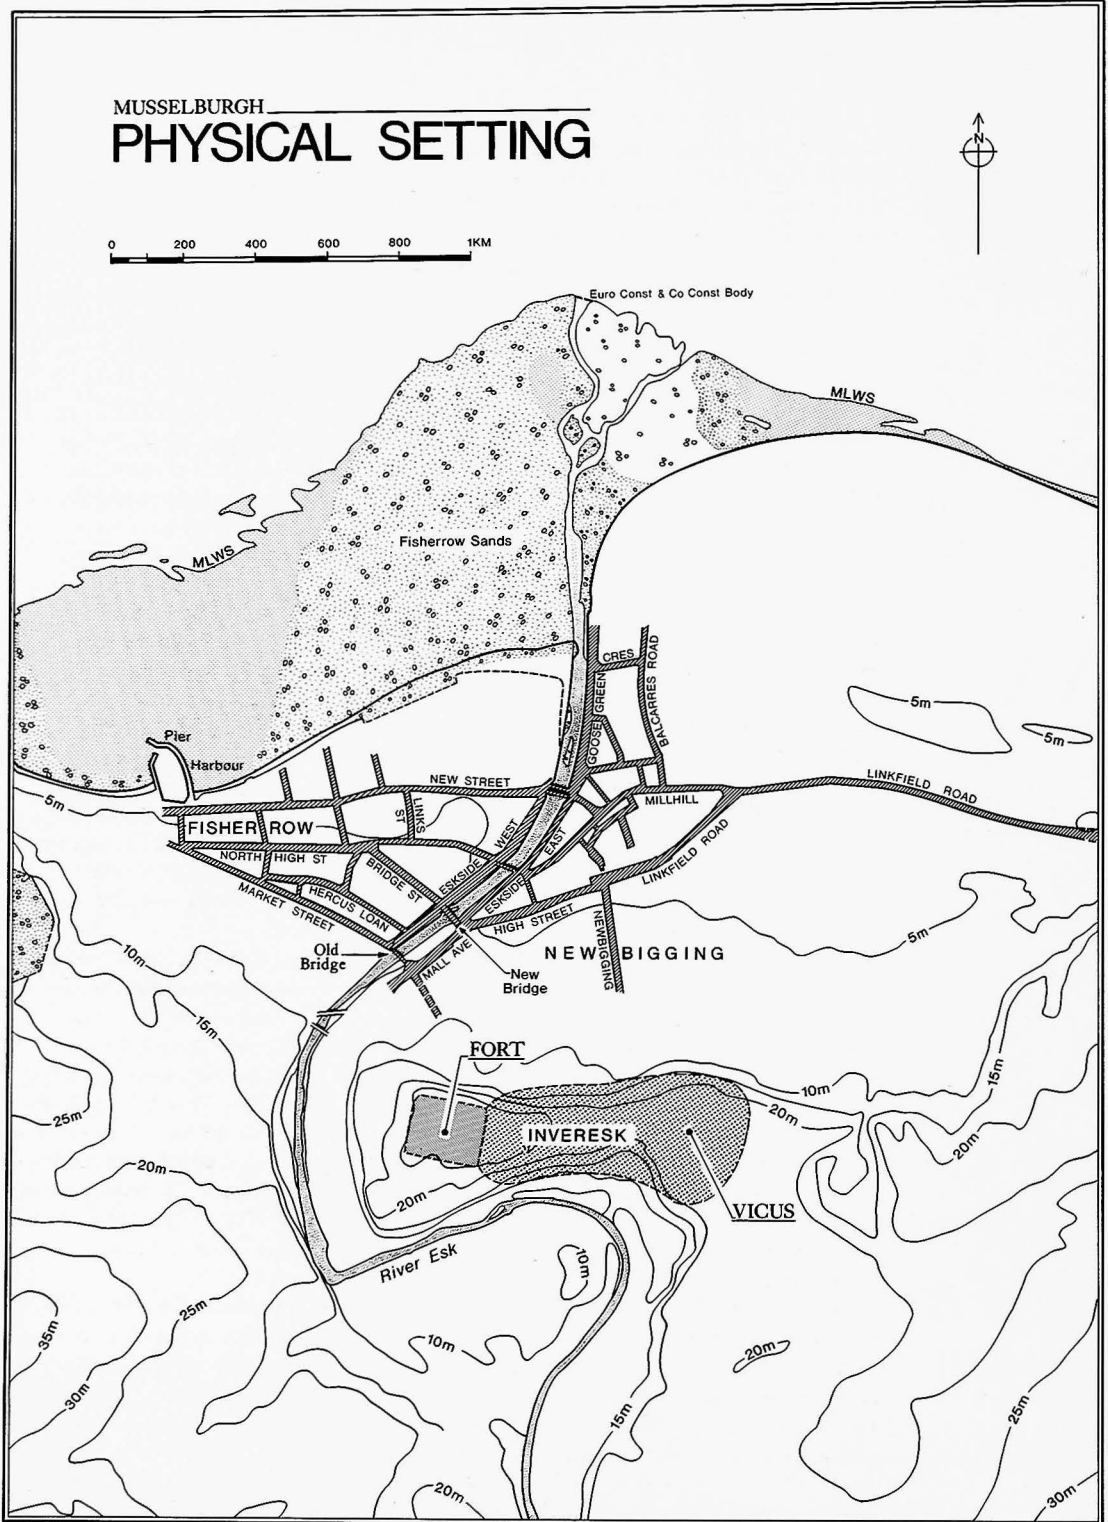 MUSSELBURGH
PHYSICAL SETTING
N
0 200 400 600 800 1KM
Euro Const & Co Const Body
MLWS
Fisherrow Sands
MLWS
CRES
BALCARRES ROAD
GOOSE GREEN
5m
5m
Pier
Harbour
NEW STREET
LINKFIELD ROAD
MILLHILL
5m
LINKS ST
FISHER ROW
ESKSIDE WEST
ESKSIDE EAST
LINKFIELD ROAD
NORTH HIGH ST
BRIDGE ST
HERCUS LOAN
MARKET STREET
HIGH STREET
NEWBIGGING
5m
Old
Bridge
MALL AVE
NEW BIGGING
New
Bridge
10m
15m
FORT
10m
15m
20m
25m
INVERESK
20m
20m
20m
VICUS
River Esk
10m
25m
35m
10m
20m
30m
15m
25m
20m
30m